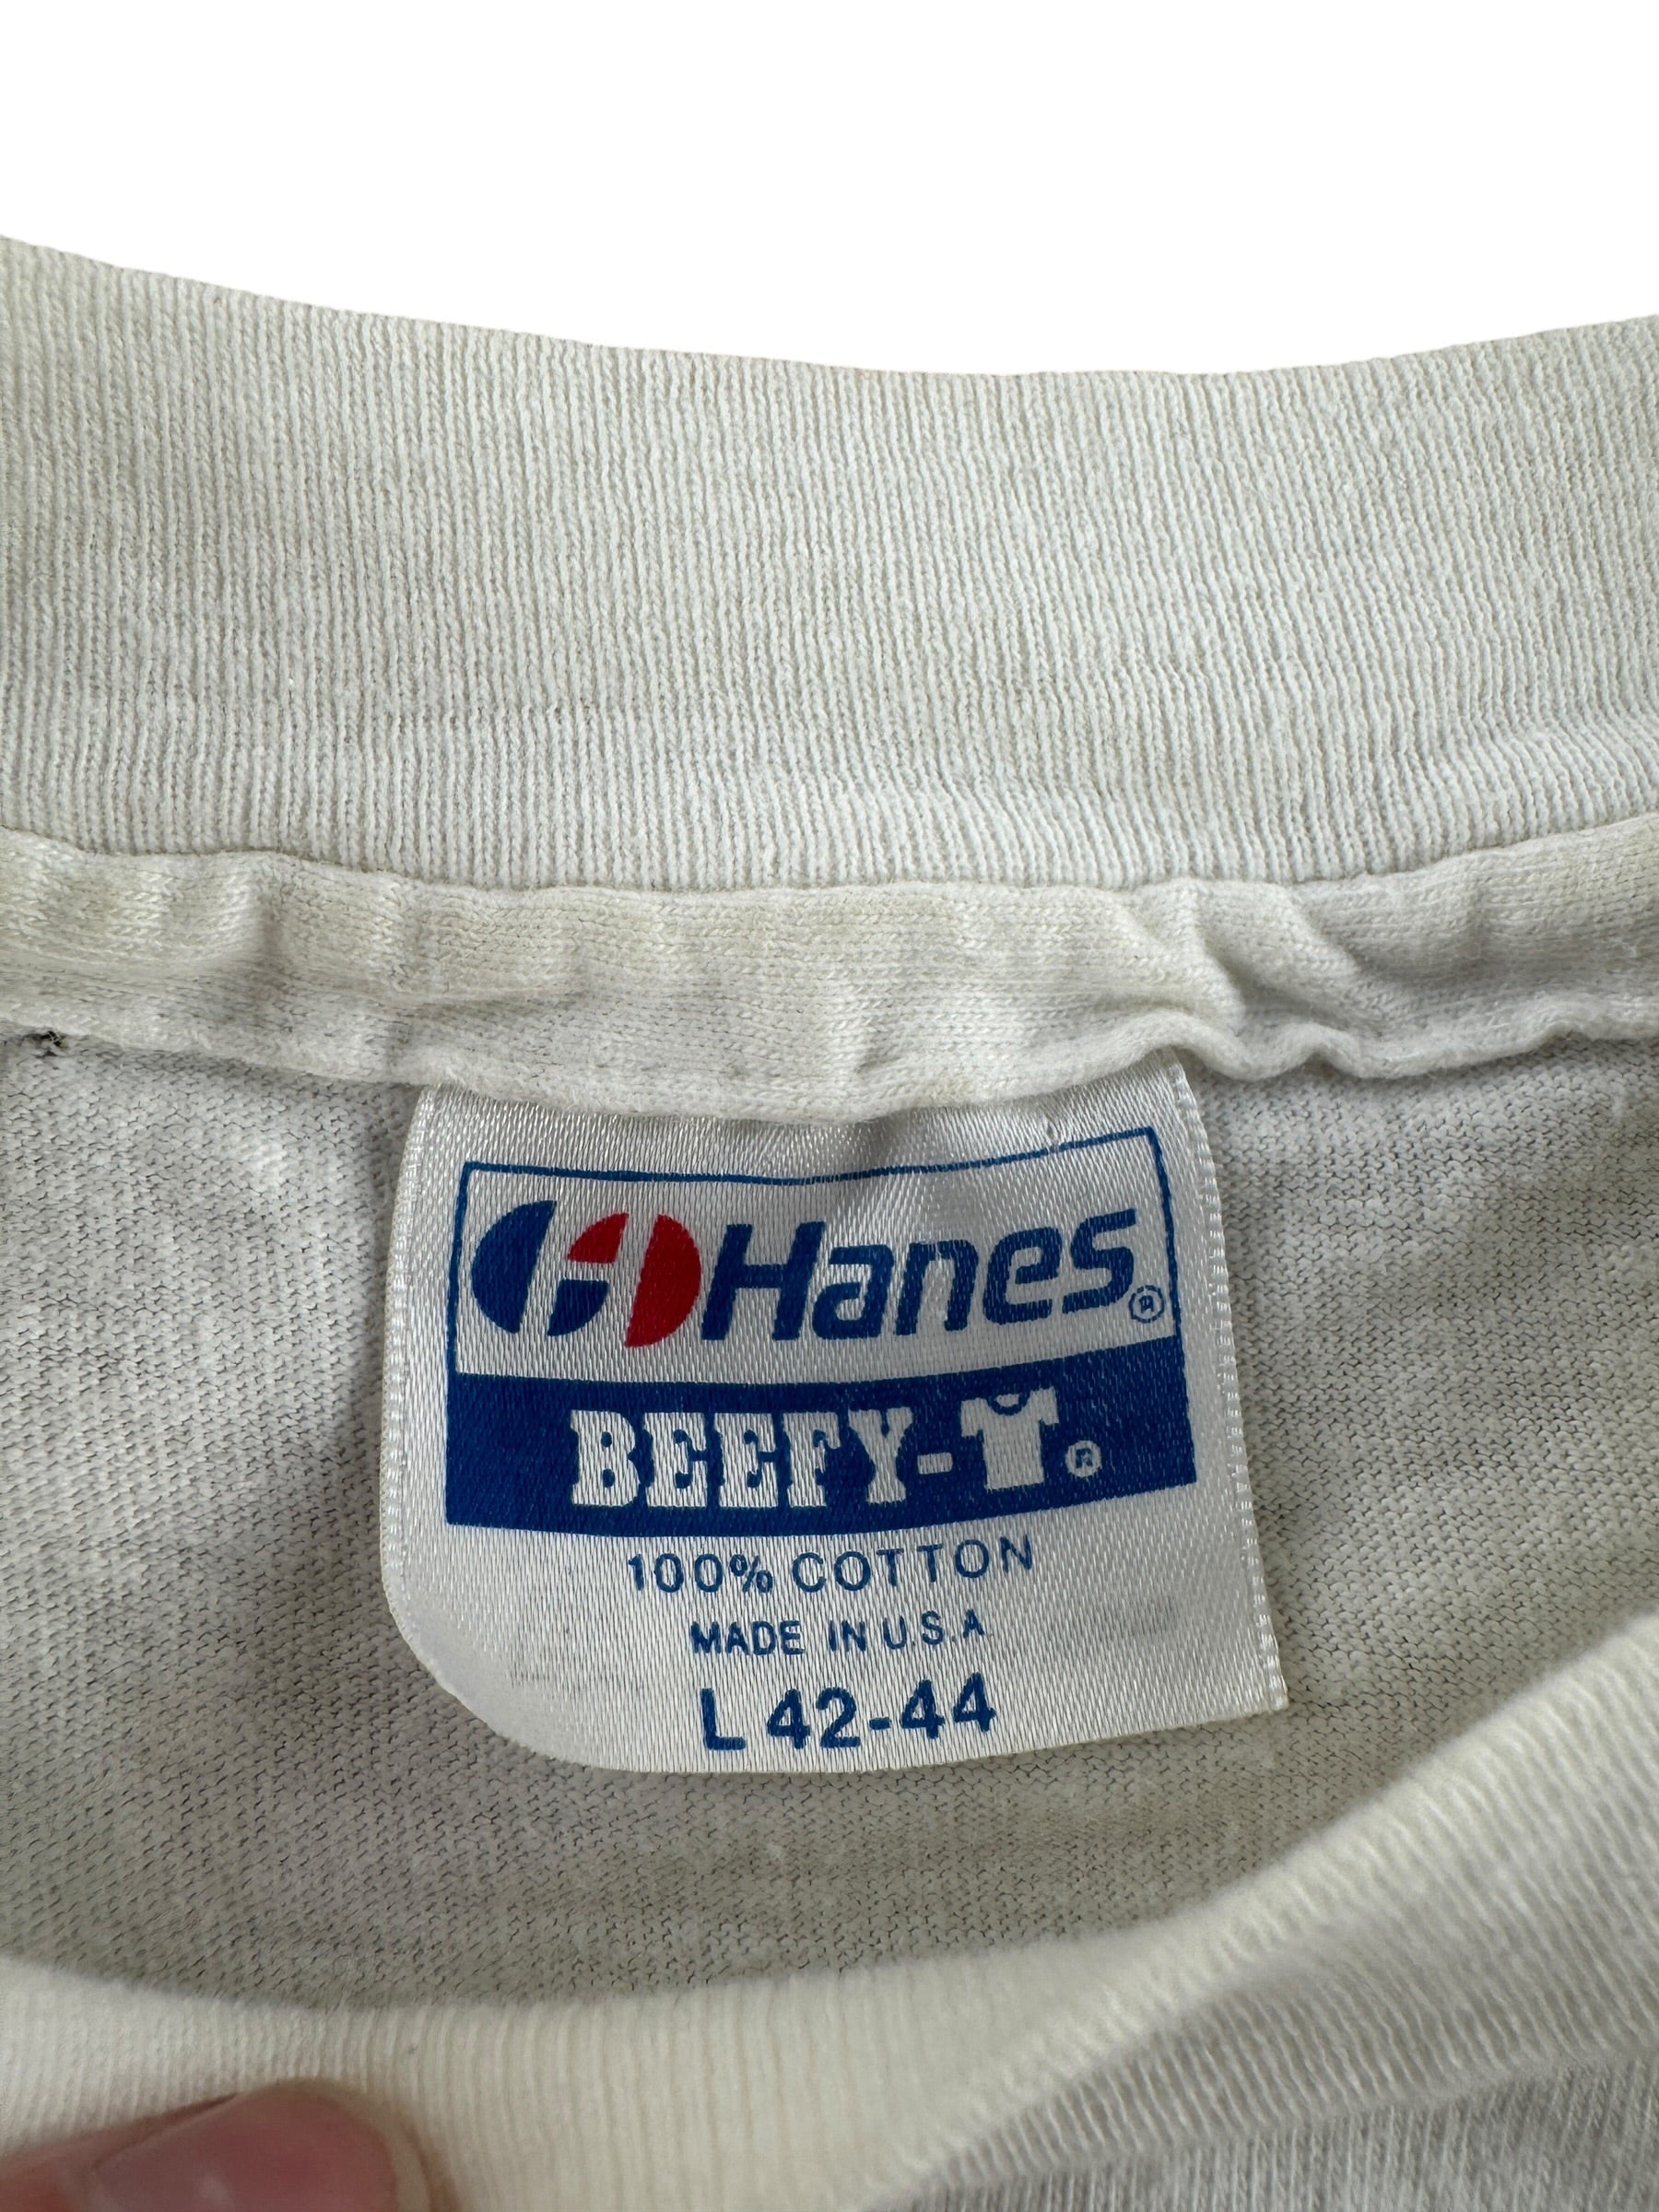 Hanes®
BEEFY-T®
100% COTTON
MADE IN U.S.A
L 42-44